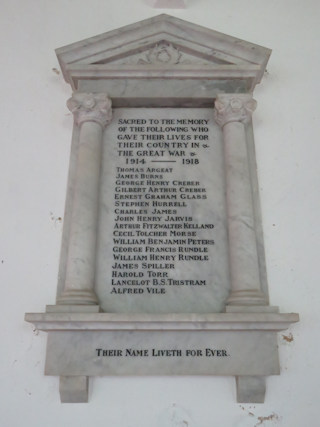 SACRED TO THE MEMORY
OF THE FOLLOWING WHO
GAVE THEIR LIVES FOR
THEIR COUNTRY IN
THE GREAT WAR
1914 — 1918
THOMAS ARGEAT
JAMES BURNS
GEORGE HENRY CREBER
GILBERT ARTHUR CREBER
ERNEST GRAHAM GLASS
STEPHEN HURRELL
CHARLES JAMES
JOHN HENRY JARVIS
ARTHUR FITZWALTER KELLAND
CECIL TOLCHER MORSE
WILLIAM BENJAMIN PETERS
GEORGE FRANCIS RUNDLE
WILLIAM HENRY RUNDLE
JAMES SPILLER
HAROLD TORR
LANCELOT B.S. TRISTRAM
ALFRED VILE
THEIR NAME LIVETH FOR EVER.